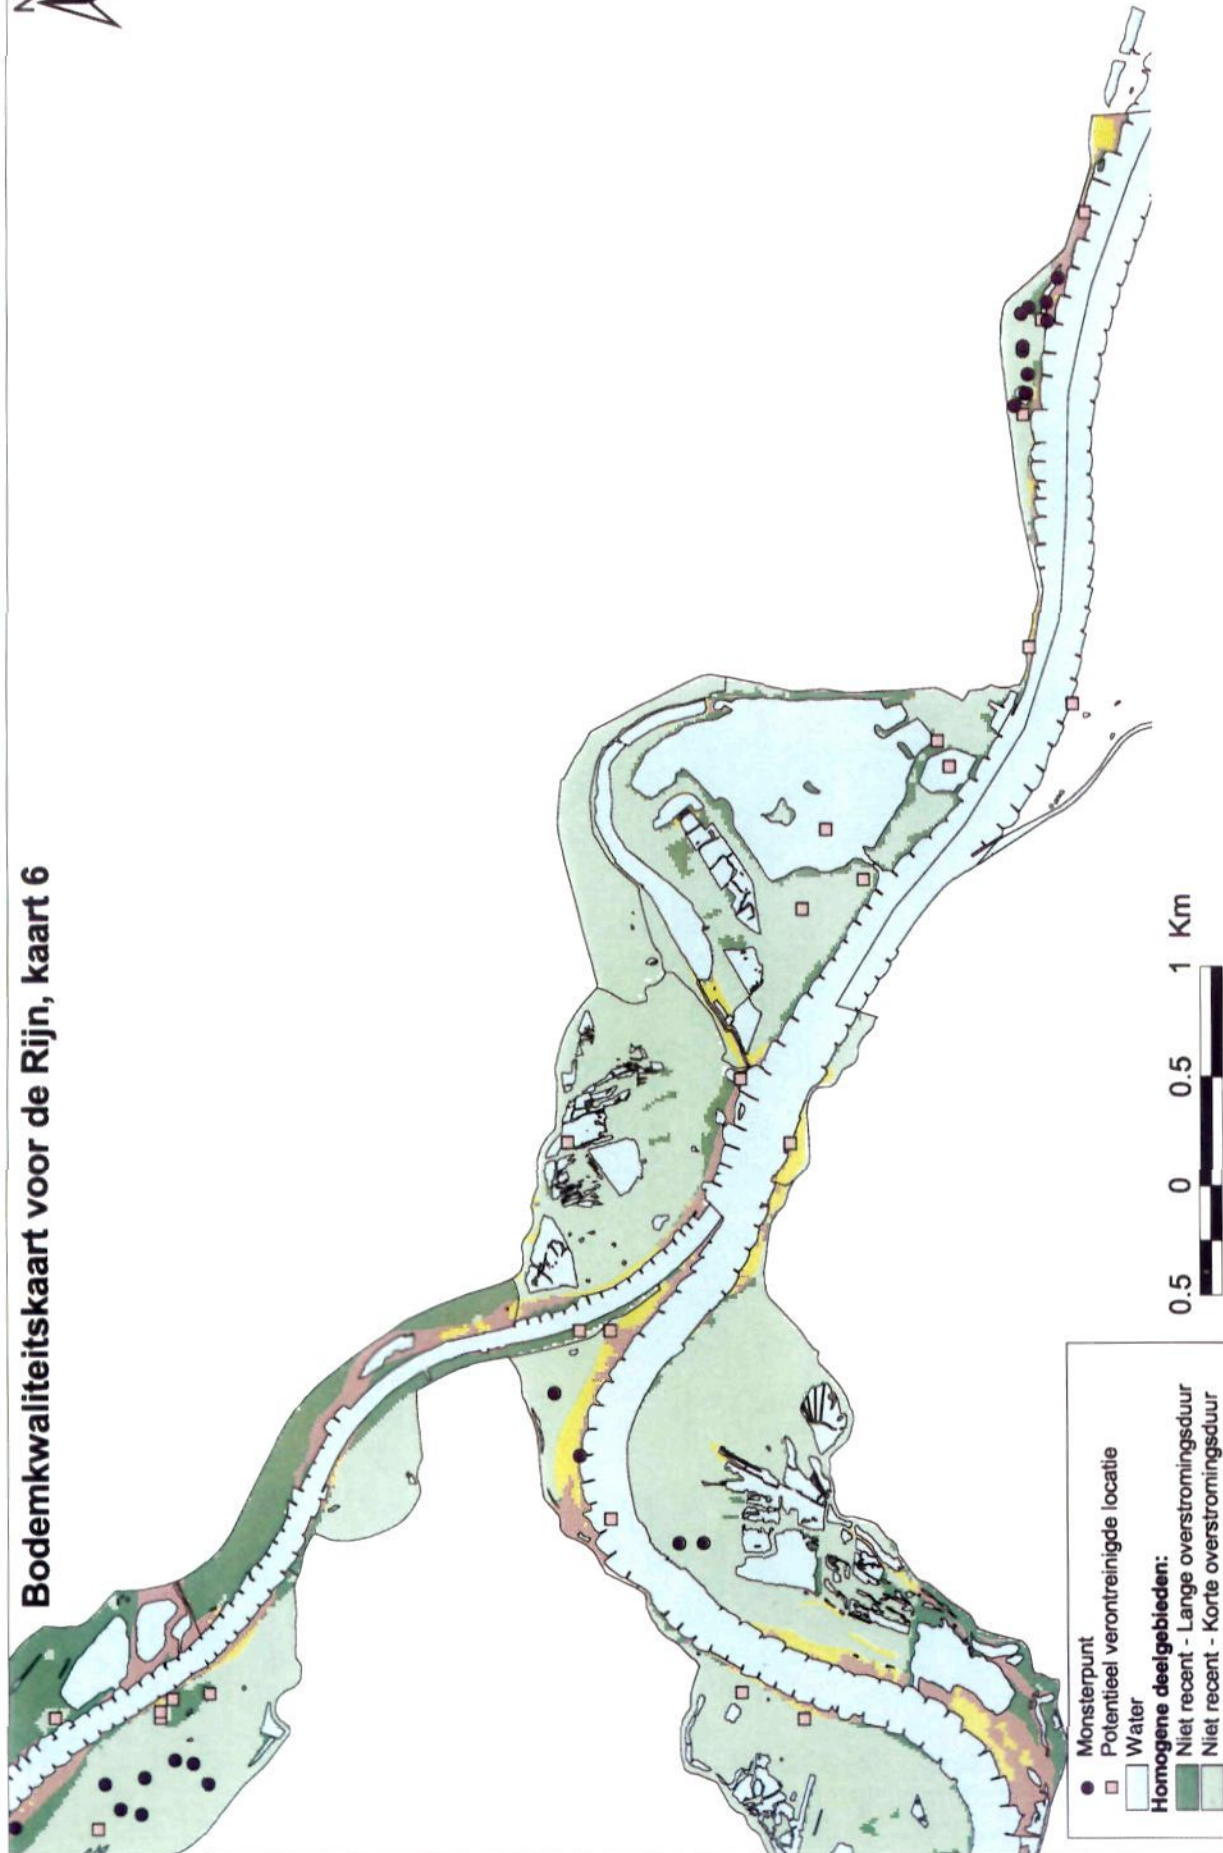 Bodemkwaliteitskaart voor de Rijn, kaart 6
N
0.5 0 0.5 1 Km
Monsterpunt
Potentieel verontreinigde locatie
Water
Homogene deelgebieden:
Niet recent - Lange overstromingsduur
Niet recent - Korte overstromingsduur